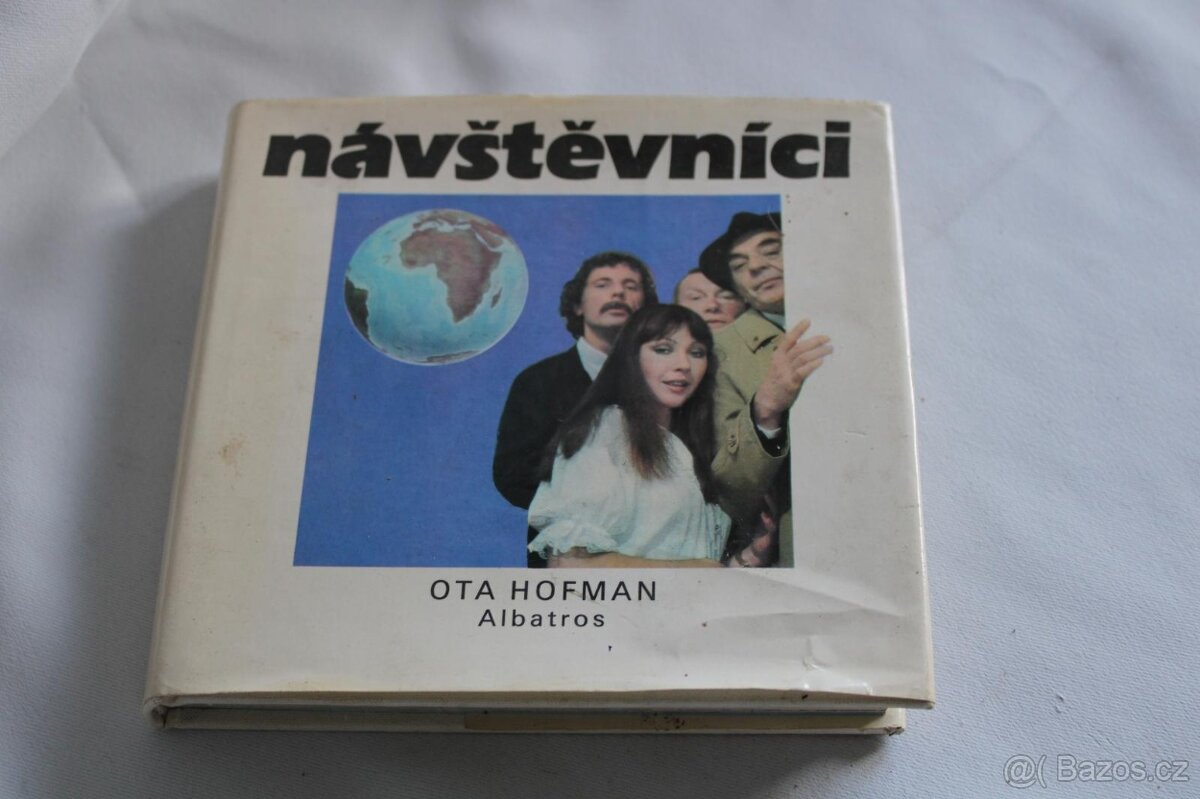 návštěvníci
OTA HOFMAN
Albatros
@( Bazos.cz